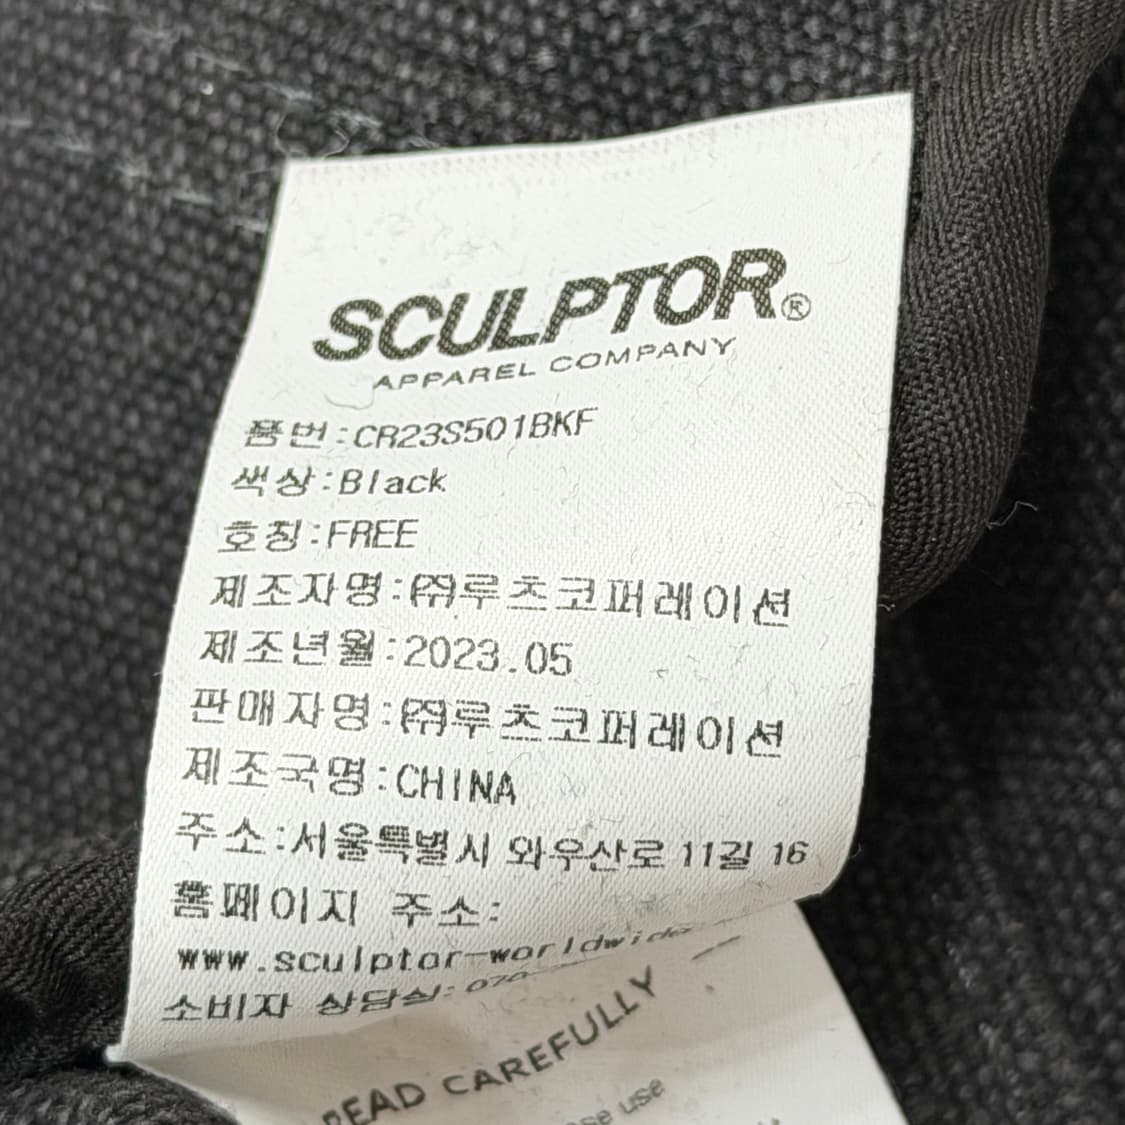 SCULPTOR®
APPAREL COMPANY
품번:CR23S501BKF
색상:Black
호칭:FREE
제조자명:㈜루츠코퍼레이션
제조년월:2023.05
판매자명:㈜루츠코퍼레이션
제조국명:CHINA
주소:서울특별시 와우산로 11길 16
홈페이지 주소:
www.sculptor-worldwide
소비자 상담실:070-
READ CAREFULLY
use